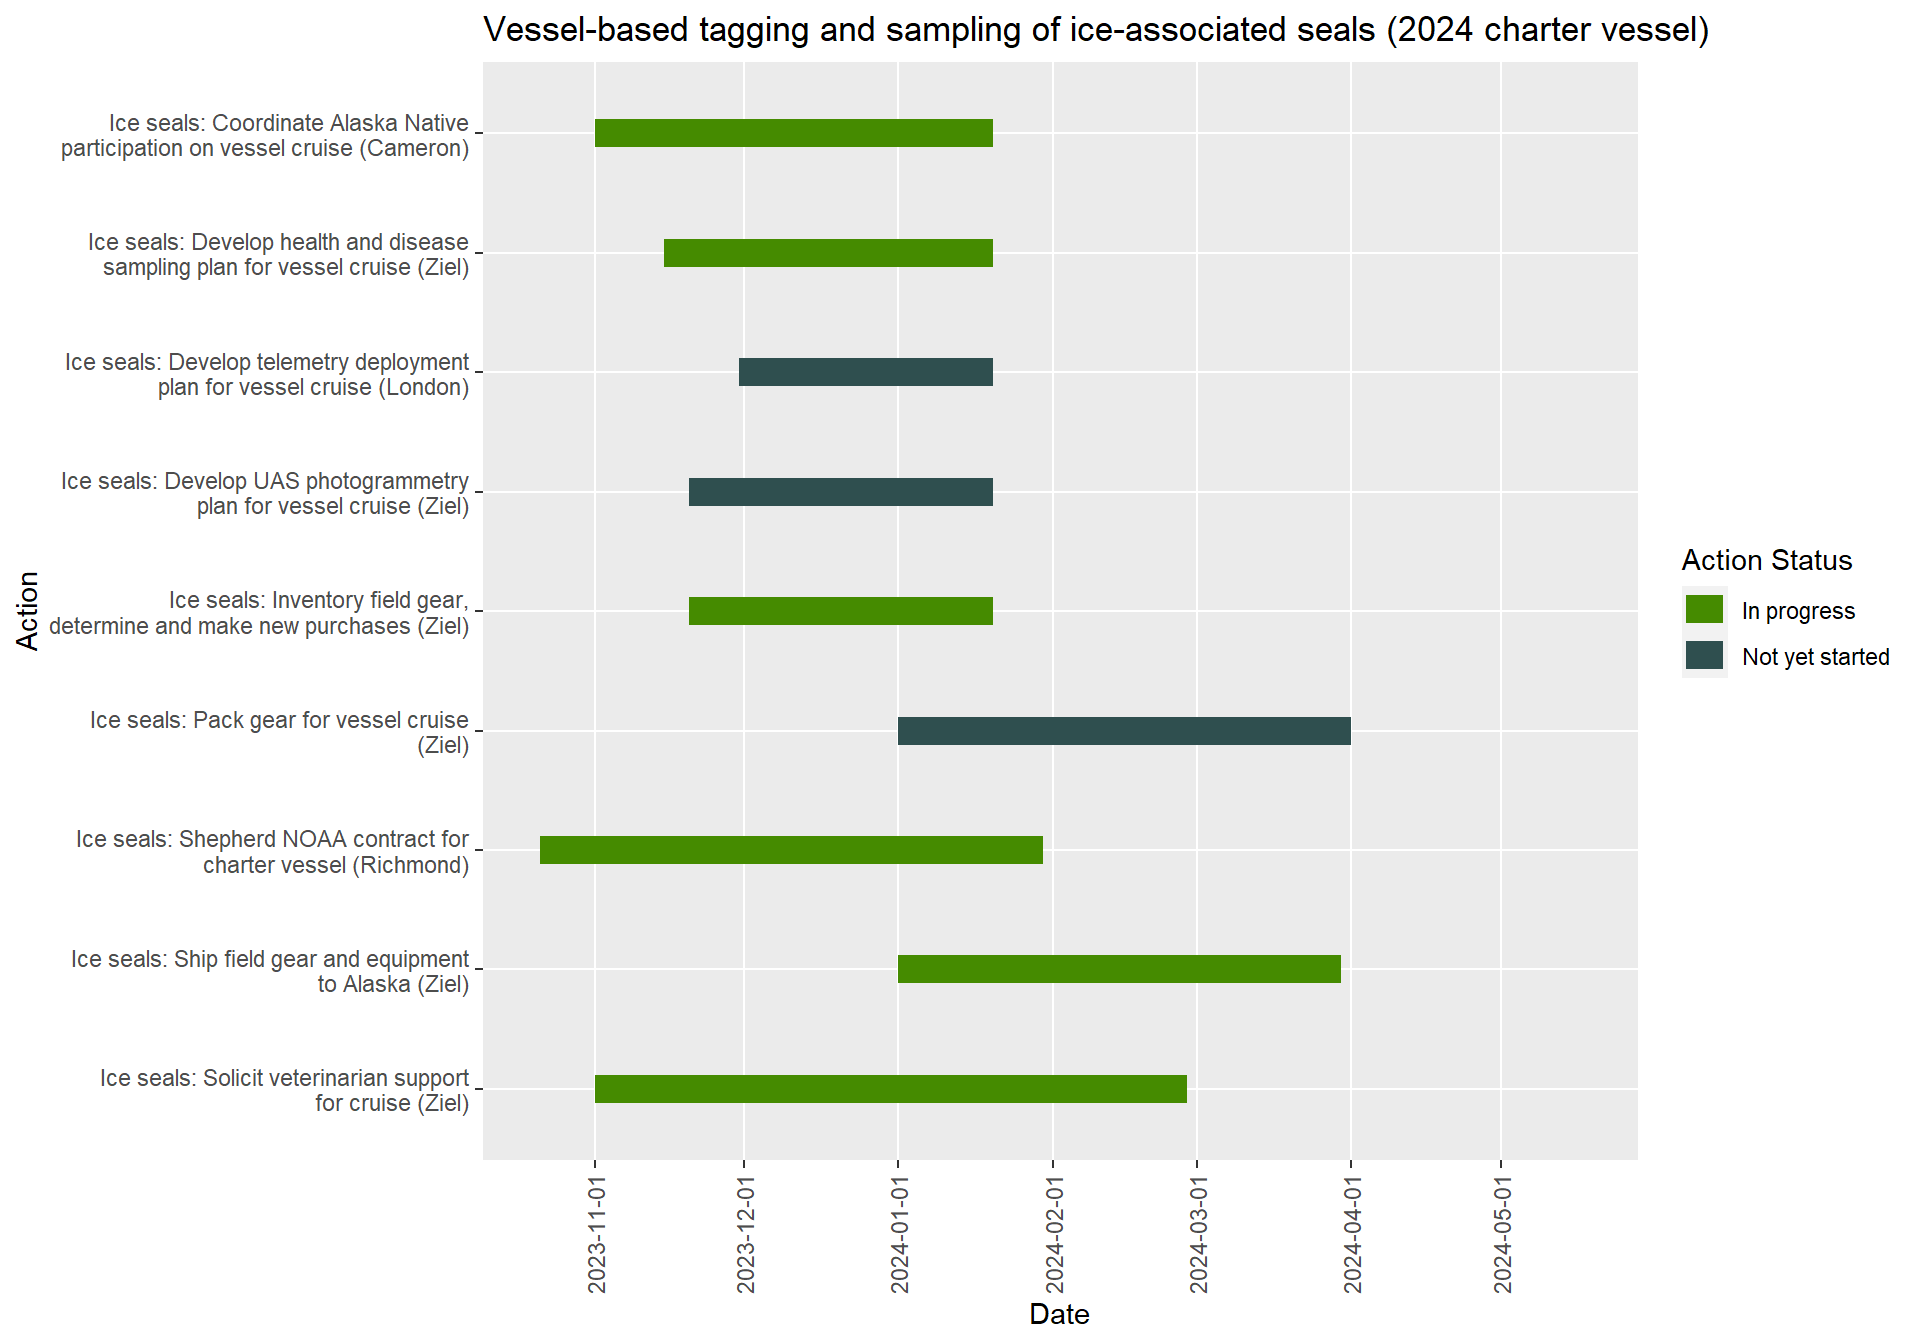 Vessel-based tagging and sampling of ice-associated seals (2024 charter vessel)
Ice seals: Coordinate Alaska Native
participation on vessel cruise (Cameron)
Ice seals: Develop health and disease
sampling plan for vessel cruise (Ziel)
Ice seals: Develop telemetry deployment
plan for vessel cruise (London)
Ice seals: Develop UAS photogrammetry
plan for vessel cruise (Ziel)
Ice seals: Inventory field gear,
determine and make new purchases (Ziel)
Ice seals: Pack gear for vessel cruise
(Ziel)
Ice seals: Shepherd NOAA contract for
charter vessel (Richmond)
Ice seals: Ship field gear and equipment
to Alaska (Ziel)
Ice seals: Solicit veterinarian support
for cruise (Ziel)
Action
2023-11-01
2023-12-01
2024-01-01
2024-02-01
2024-03-01
2024-04-01
2024-05-01
Date
Action Status
In progress
Not yet started